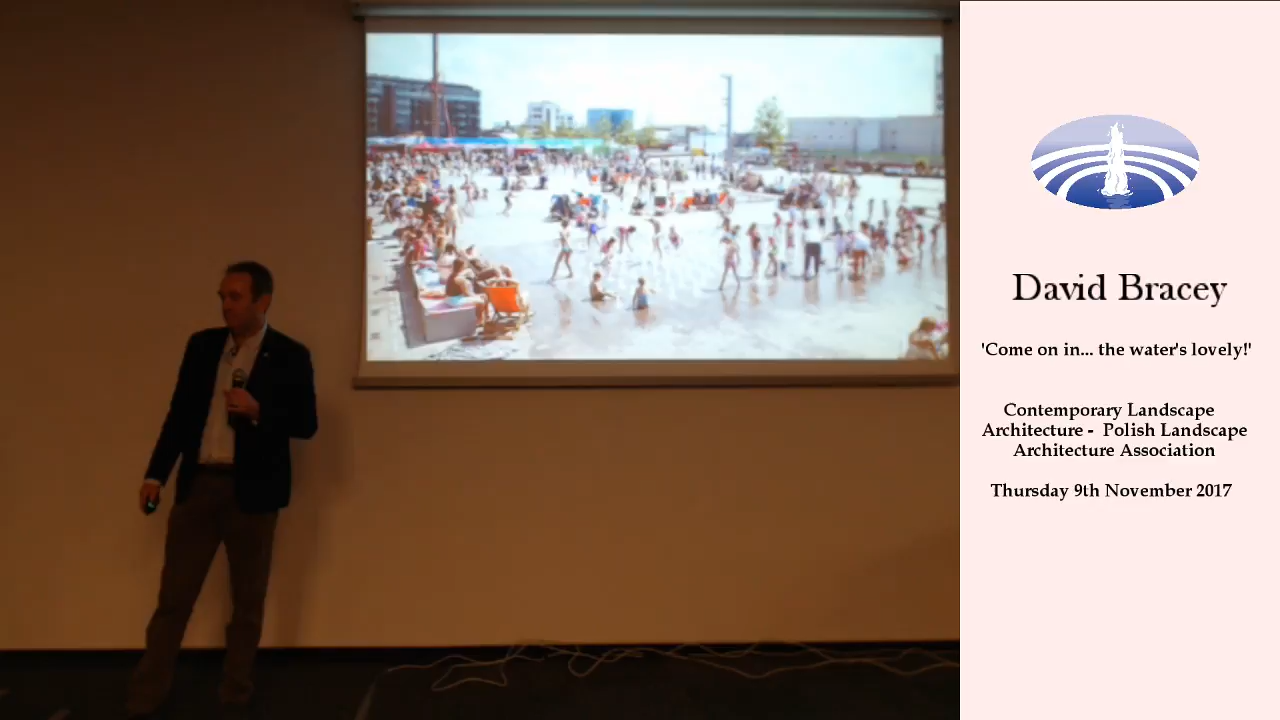 David Bracey
'Come on in... the water's lovely!'
Contemporary Landscape
Architecture - Polish Landscape
Architecture Association
Thursday 9th November 2017